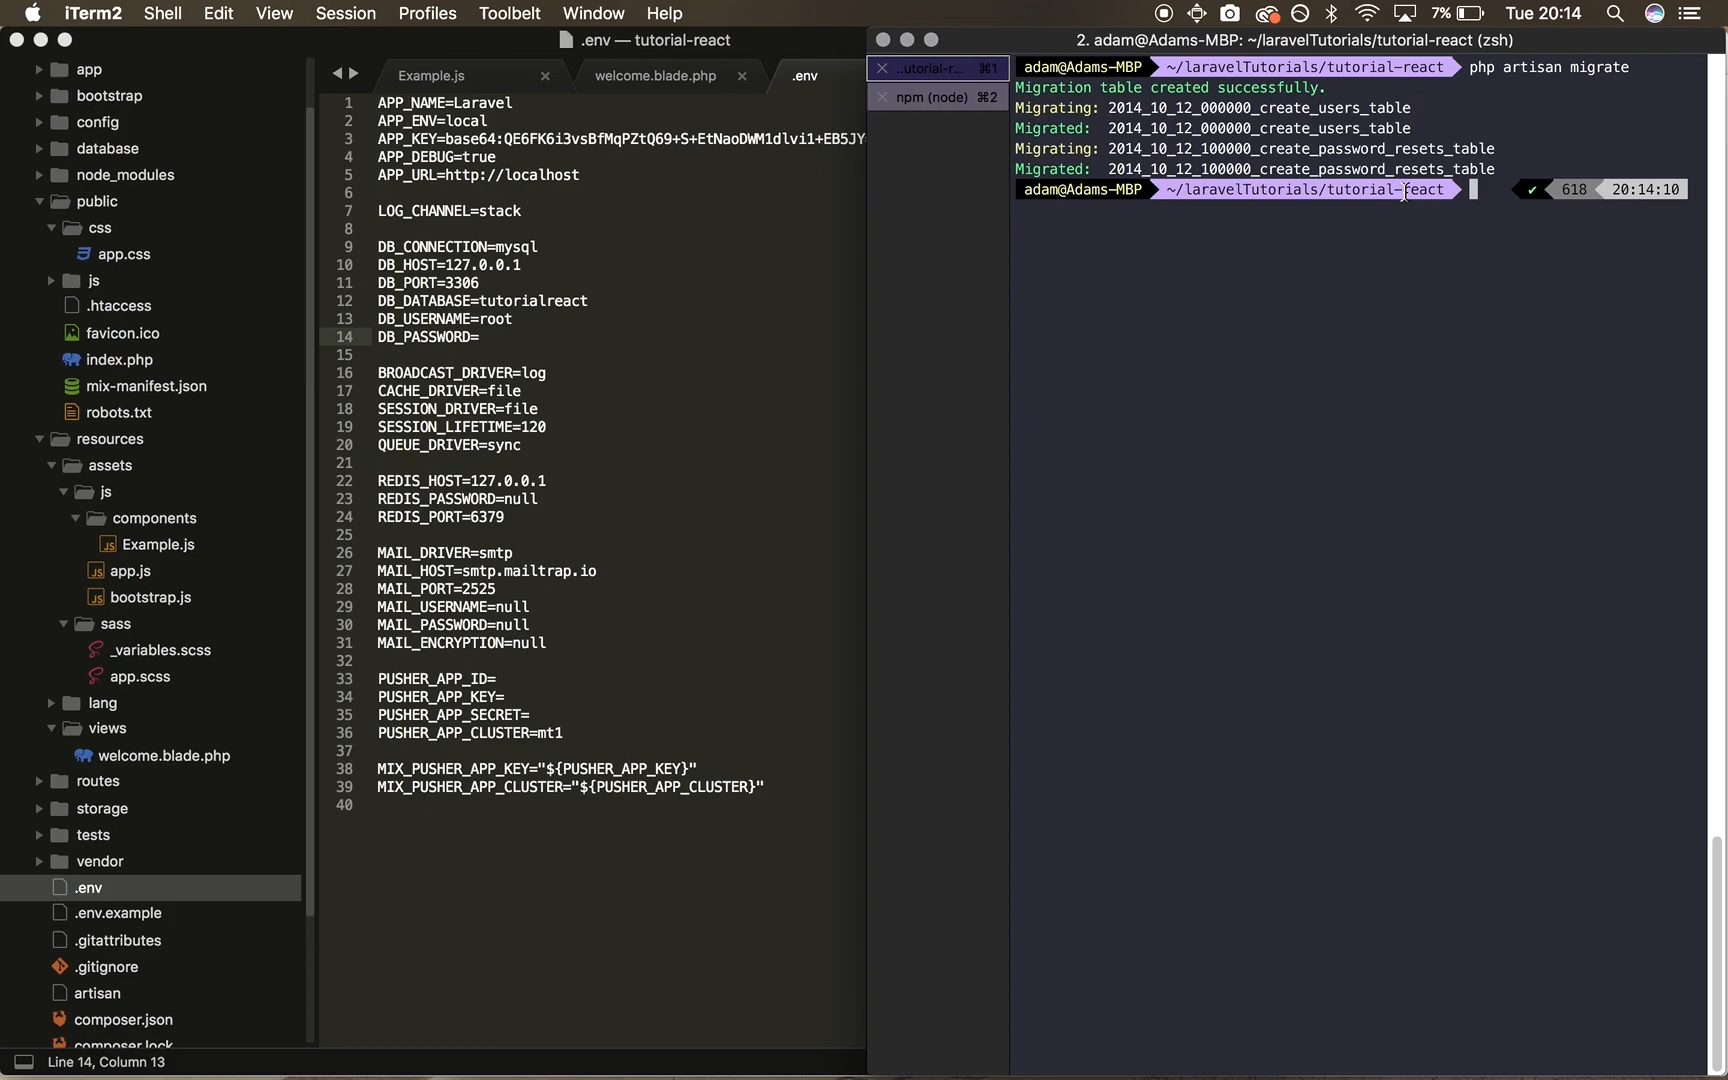 iTerm2 Shell Edit View Session Profiles Toolbelt Window Help 7% Tue 20:14
.env — tutorial-react
2. adam@Adams-MBP: ~/laravelTutorials/tutorial-react (zsh)
app
bootstrap
config
database
node_modules
public
css
app.css
js
.htaccess
favicon.ico
index.php
mix-manifest.json
robots.txt
resources
assets
js
components
Example.js
app.js
bootstrap.js
sass
_variables.scss
app.scss
lang
views
welcome.blade.php
routes
storage
tests
vendor
.env
.env.example
.gitattributes
.gitignore
artisan
composer.json
composer.lock
Line 14, Column 13
Example.js welcome.blade.php .env
1 APP_NAME=Laravel
2 APP_ENV=local
3 APP_KEY=base64:QE6FK6i3vsBfMqPZtQ69+S+EtNaoDWM1dlvi1+EB5JY
4 APP_DEBUG=true
5 APP_URL=http://localhost
6
7 LOG_CHANNEL=stack
8
9 DB_CONNECTION=mysql
10 DB_HOST=127.0.0.1
11 DB_PORT=3306
12 DB_DATABASE=tutorialreact
13 DB_USERNAME=root
14 DB_PASSWORD=
15
16 BROADCAST_DRIVER=log
17 CACHE_DRIVER=file
18 SESSION_DRIVER=file
19 SESSION_LIFETIME=120
20 QUEUE_DRIVER=sync
21
22 REDIS_HOST=127.0.0.1
23 REDIS_PASSWORD=null
24 REDIS_PORT=6379
25
26 MAIL_DRIVER=smtp
27 MAIL_HOST=smtp.mailtrap.io
28 MAIL_PORT=2525
29 MAIL_USERNAME=null
30 MAIL_PASSWORD=null
31 MAIL_ENCRYPTION=null
32
33 PUSHER_APP_ID=
34 PUSHER_APP_KEY=
35 PUSHER_APP_SECRET=
36 PUSHER_APP_CLUSTER=mt1
37
38 MIX_PUSHER_APP_KEY="${PUSHER_APP_KEY}"
39 MIX_PUSHER_APP_CLUSTER="${PUSHER_APP_CLUSTER}"
40
..utorial-r... ⌘1
npm (node) ⌘2
adam@Adams-MBP ~/laravelTutorials/tutorial-react php artisan migrate
Migration table created successfully.
Migrating: 2014_10_12_000000_create_users_table
Migrated: 2014_10_12_000000_create_users_table
Migrating: 2014_10_12_100000_create_password_resets_table
Migrated: 2014_10_12_100000_create_password_resets_table
adam@Adams-MBP ~/laravelTutorials/tutorial-react ✔ 618 20:14:10